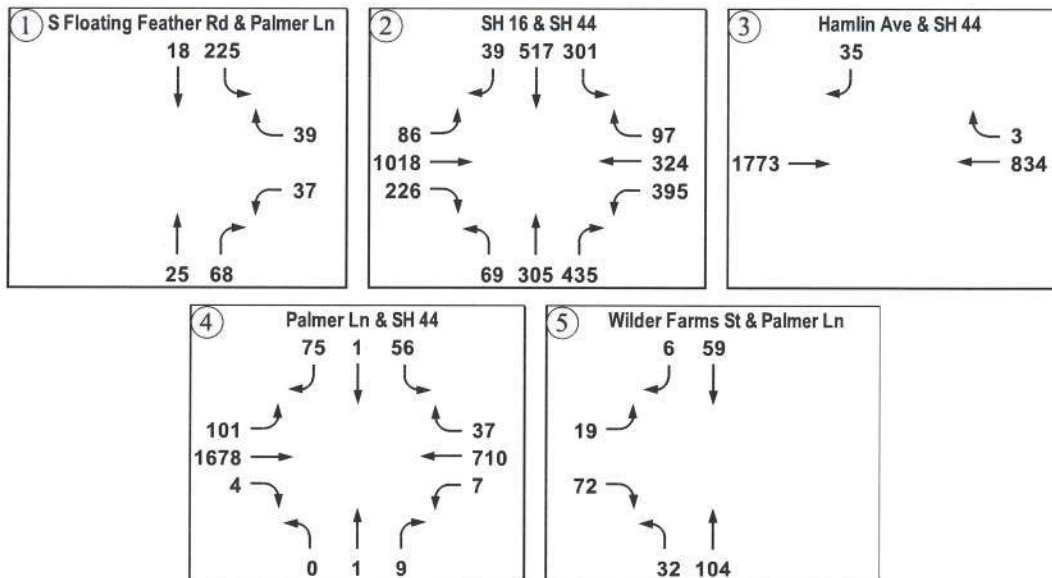 1 S Floating Feather Rd & Palmer Ln
18 225
39
37
25 68
2 SH 16 & SH 44
39 517 301
86 97
1018 324
226 395
69 305 435
3 Hamlin Ave & SH 44
35
3
1773 834
4 Palmer Ln & SH 44
75 1 56
101 37
1678 710
4 7
0 1 9
5 Wilder Farms St & Palmer Ln
6 59
19
72
32 104